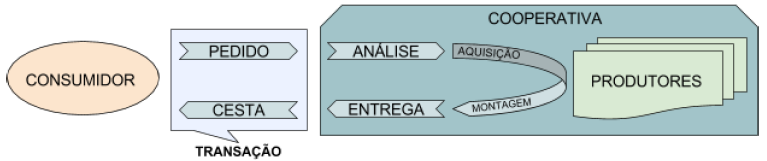 COOPERATIVA
CONSUMIDOR
PEDIDO
ANÁLISE
AQUISIÇÃO
PRODUTORES
CESTA
ENTREGA
MONTAGEM
TRANSAÇÃO